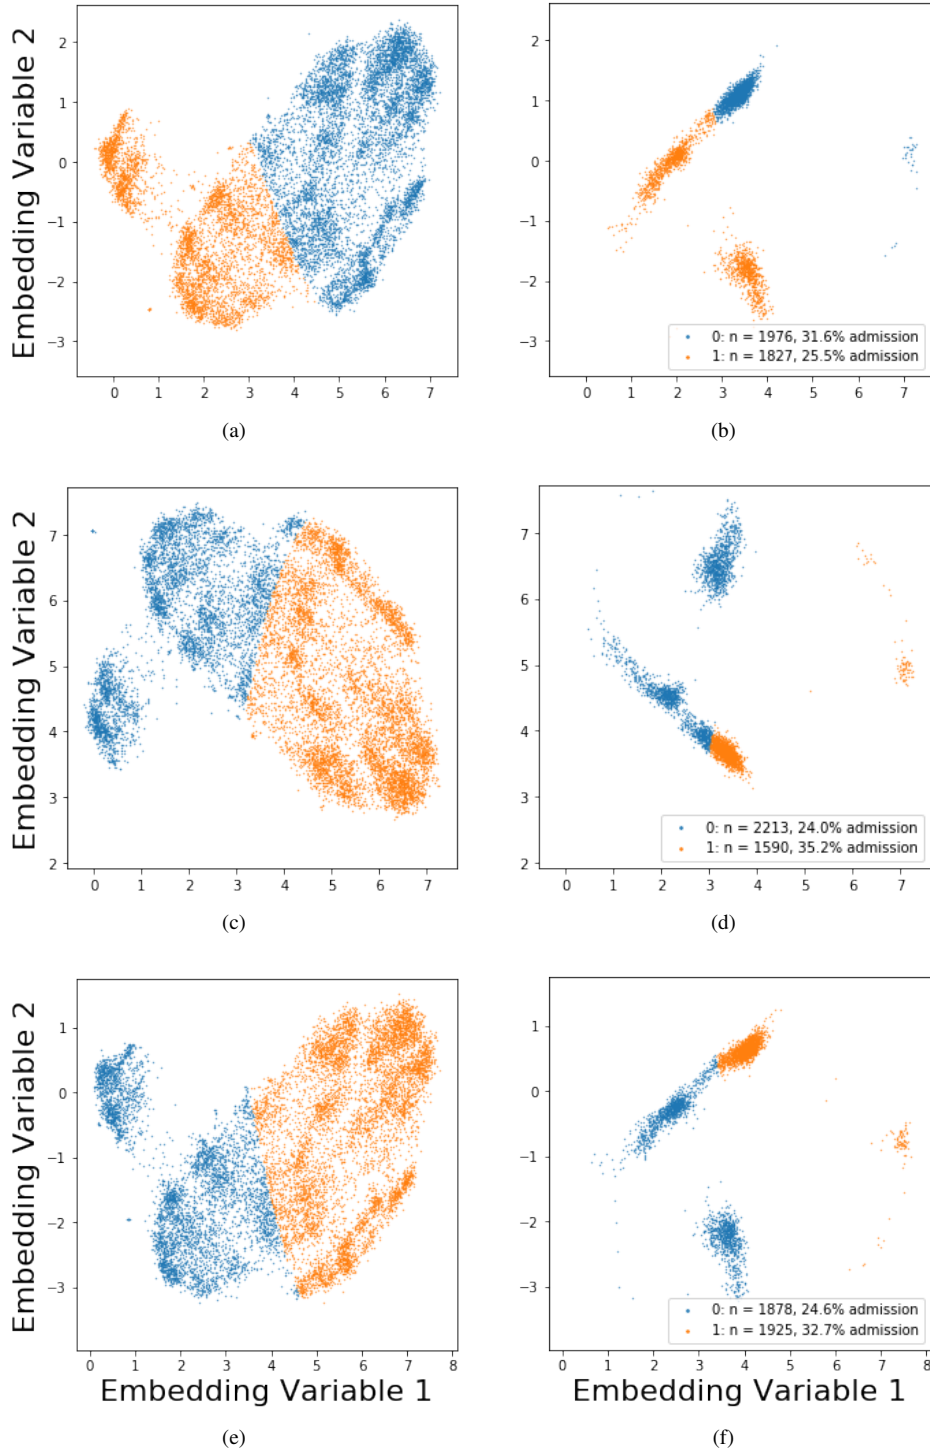 Embedding Variable 2
2
1
0
−1
−2
−3
0 1 2 3 4 5 6 7
(a)
2
1
0
−1
−2
−3
0 1 2 3 4 5 6 7
0: n = 1976, 31.6% admission
1: n = 1827, 25.5% admission
(b)
Embedding Variable 2
7
6
5
4
3
2
0 1 2 3 4 5 6 7
(c)
7
6
5
4
3
2
0 1 2 3 4 5 6 7
0: n = 2213, 24.0% admission
1: n = 1590, 35.2% admission
(d)
Embedding Variable 2
1
0
−1
−2
−3
0 1 2 3 4 5 6 7 8
Embedding Variable 1
(e)
1
0
−1
−2
−3
0 1 2 3 4 5 6 7 8
0: n = 1878, 24.6% admission
1: n = 1925, 32.7% admission
Embedding Variable 1
(f)